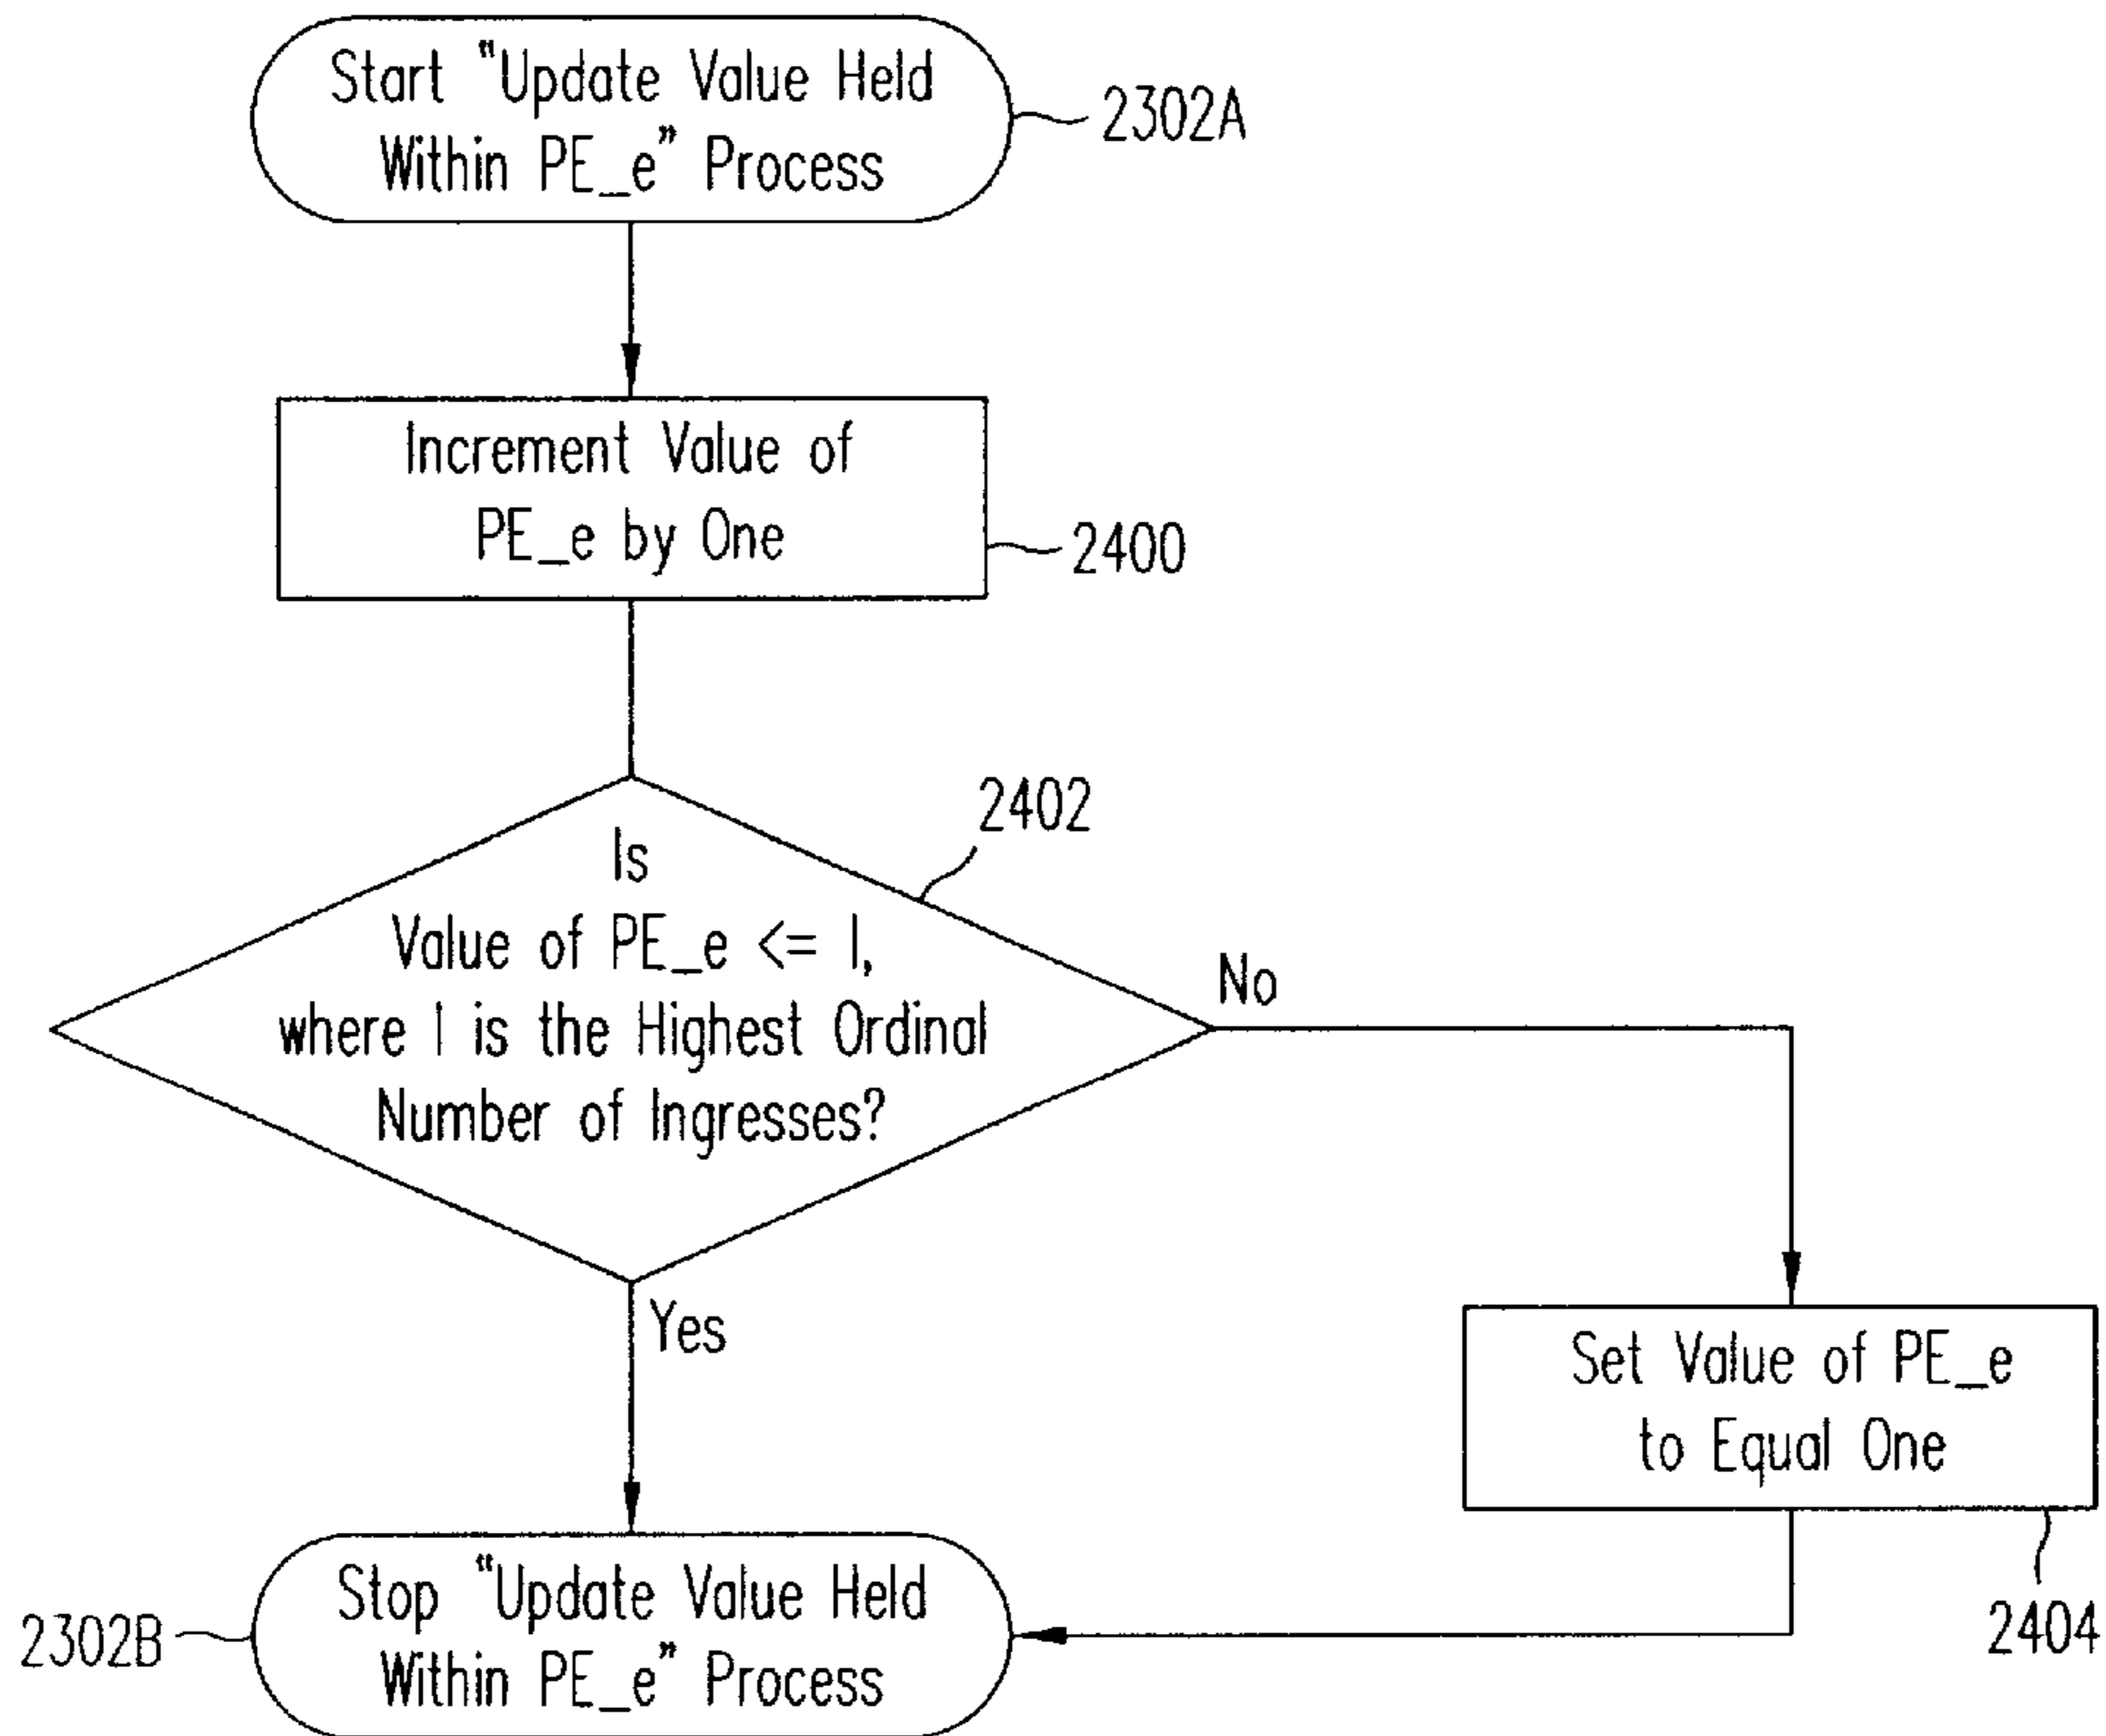 Start "Update Value Held
Within PE_e" Process
2302A
Increment Value of
PE_e by One
2400
2402
Is
Value of PE_e <= I,
where I is the Highest Ordinal
Number of Ingresses?
No
Yes
Set Value of PE_e
to Equal One
2404
Stop "Update Value Held
Within PE_e" Process
2302B